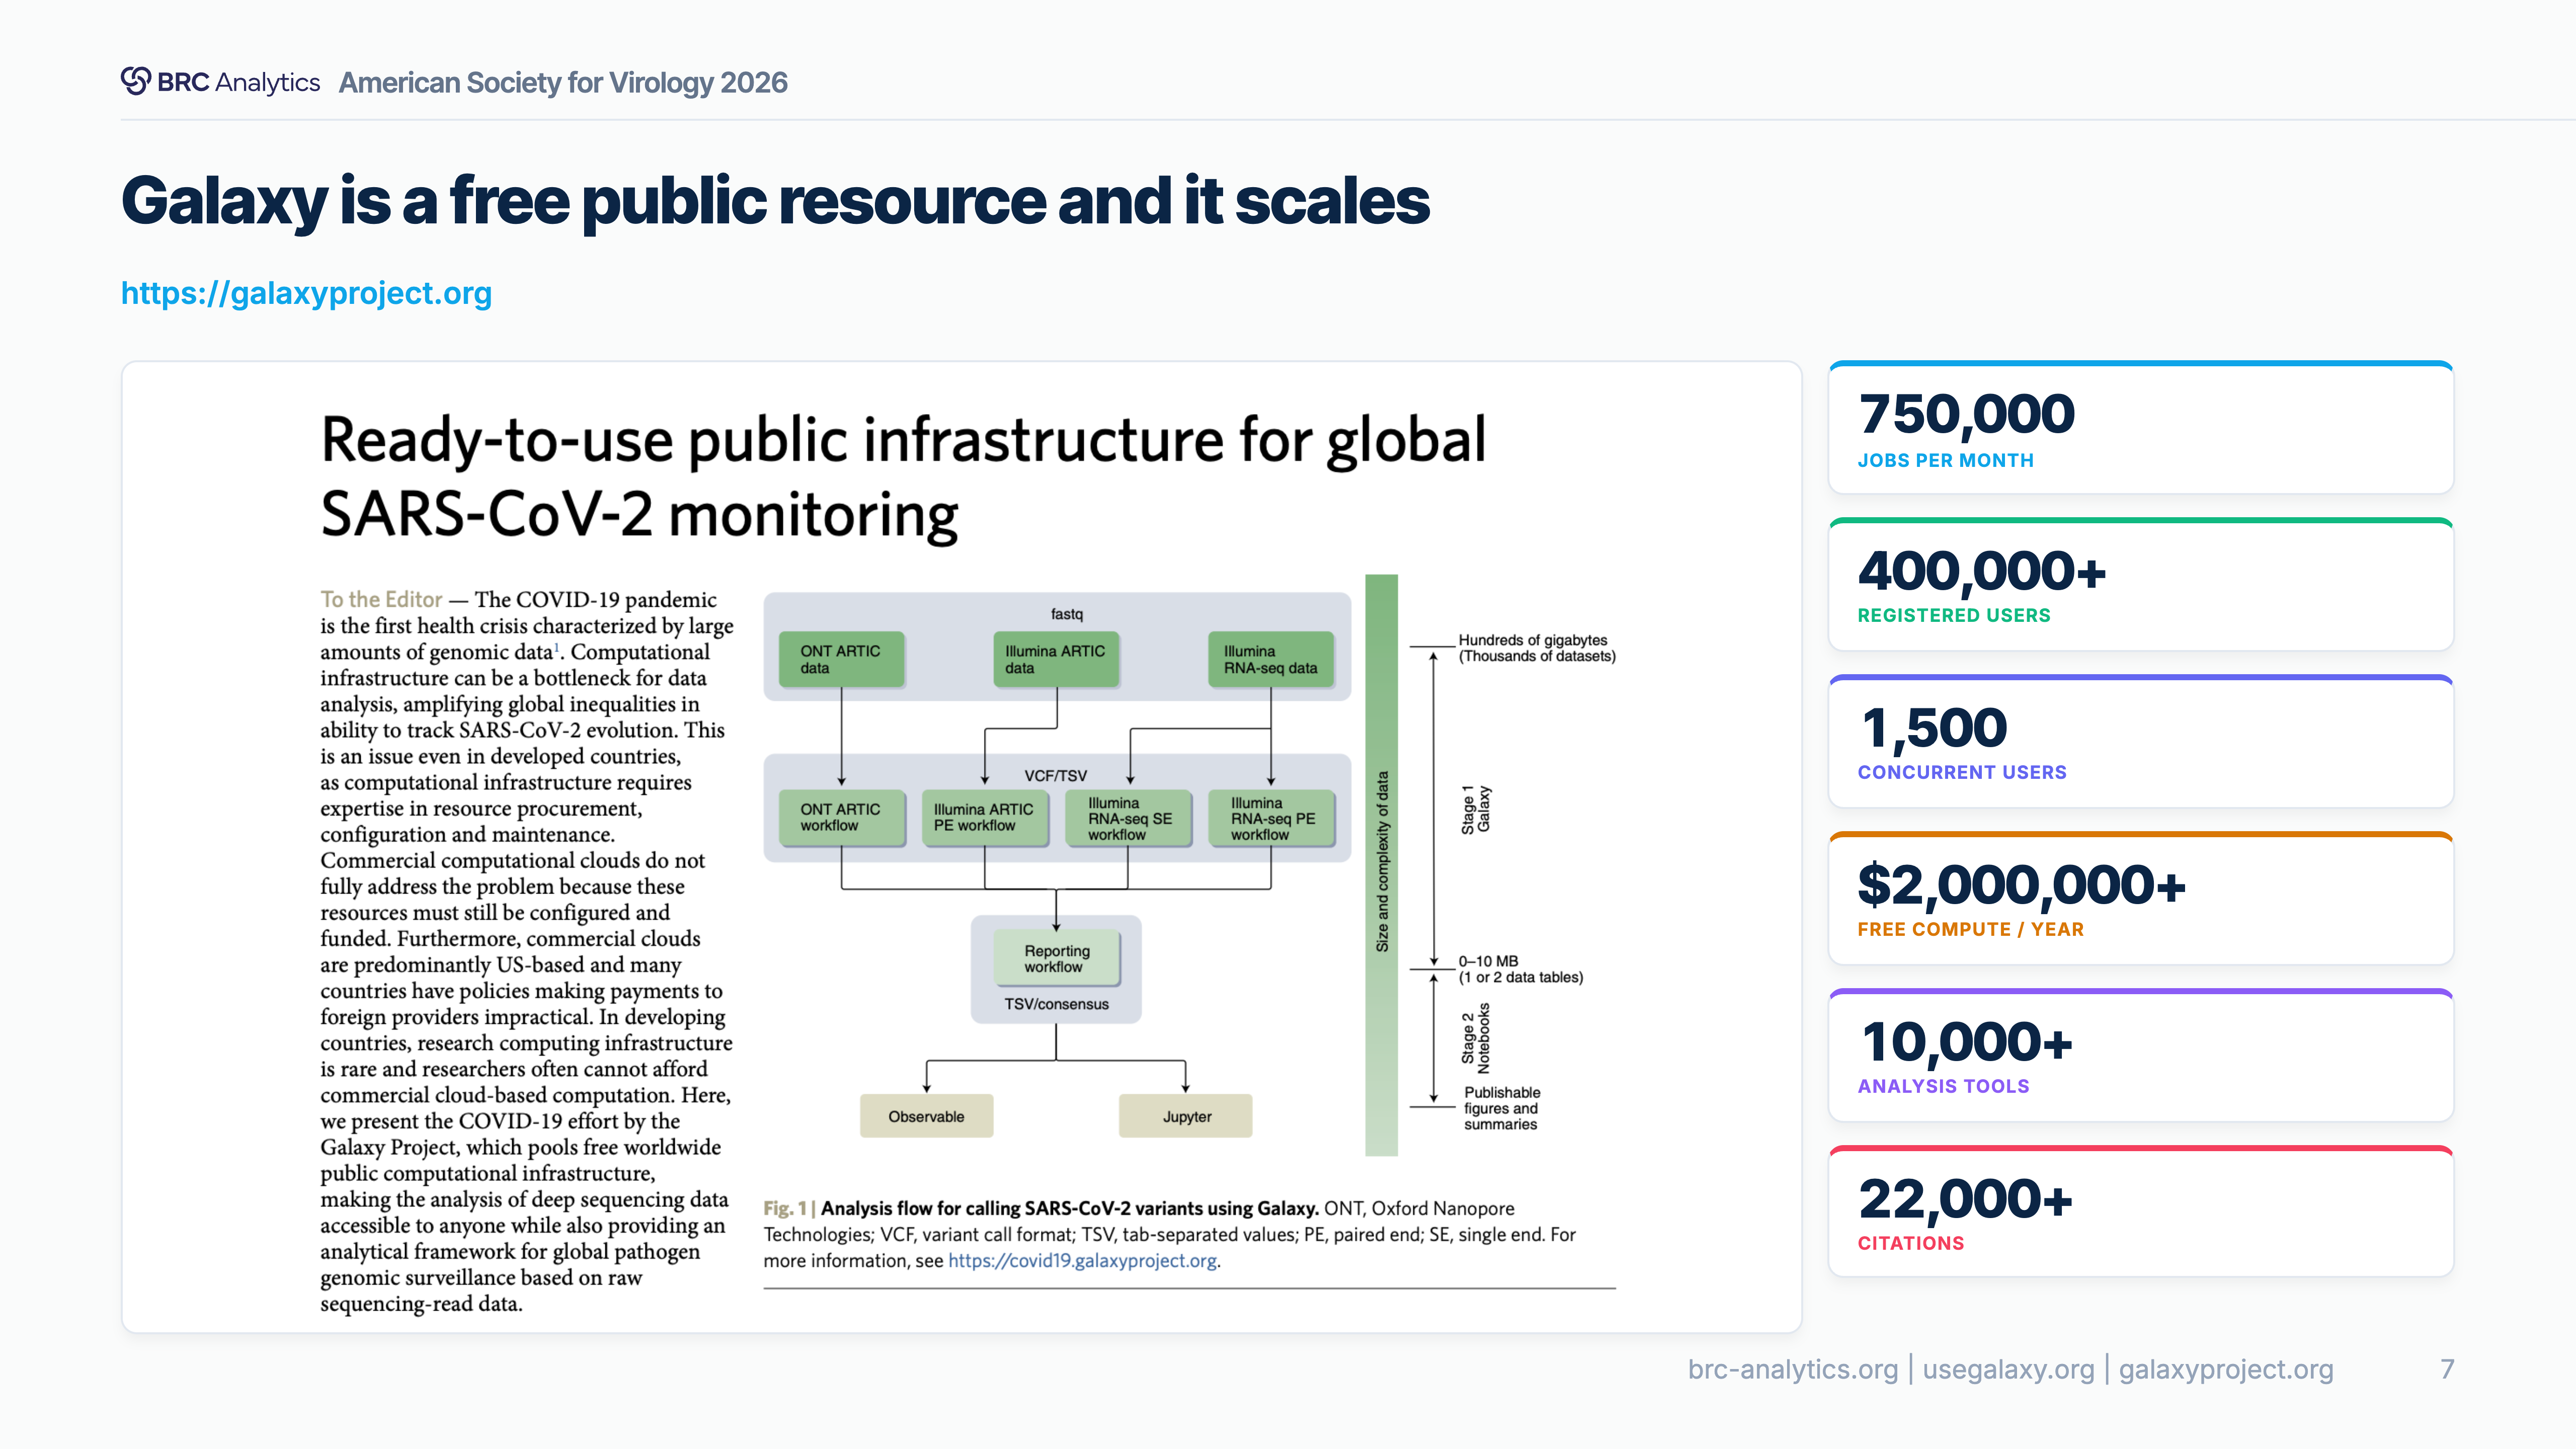 BRC Analytics American Society for Virology 2026
Galaxy is a free public resource and it scales
https://galaxyproject.org
Ready-to-use public infrastructure for global
SARS-CoV-2 monitoring
To the Editor — The COVID-19 pandemic
is the first health crisis characterized by large
amounts of genomic data1. Computational
infrastructure can be a bottleneck for data
analysis, amplifying global inequalities in
ability to track SARS-CoV-2 evolution. This
is an issue even in developed countries,
as computational infrastructure requires
expertise in resource procurement,
configuration and maintenance.
Commercial computational clouds do not
fully address the problem because these
resources must still be configured and
funded. Furthermore, commercial clouds
are predominantly US-based and many
countries have policies making payments to
foreign providers impractical. In developing
countries, research computing infrastructure
is rare and researchers often cannot afford
commercial cloud-based computation. Here,
we present the COVID-19 effort by the
Galaxy Project, which pools free worldwide
public computational infrastructure,
making the analysis of deep sequencing data
accessible to anyone while also providing an
analytical framework for global pathogen
genomic surveillance based on raw
sequencing-read data.
fastq
ONT ARTIC
data
Illumina ARTIC
data
Illumina
RNA-seq data
VCF/TSV
ONT ARTIC
workflow
Illumina ARTIC
PE workflow
Illumina
RNA-seq SE
workflow
Illumina
RNA-seq PE
workflow
Reporting
workflow
TSV/consensus
Observable
Jupyter
Size and complexity of data
Hundreds of gigabytes
(Thousands of datasets)
Stage 1
Galaxy
0–10 MB
(1 or 2 data tables)
Stage 2
Notebooks
Publishable
figures and
summaries
Fig. 1 | Analysis flow for calling SARS-CoV-2 variants using Galaxy. ONT, Oxford Nanopore
Technologies; VCF, variant call format; TSV, tab-separated values; PE, paired end; SE, single end. For
more information, see https://covid19.galaxyproject.org.
750,000
JOBS PER MONTH
400,000+
REGISTERED USERS
1,500
CONCURRENT USERS
$2,000,000+
FREE COMPUTE / YEAR
10,000+
ANALYSIS TOOLS
22,000+
CITATIONS
brc-analytics.org | usegalaxy.org | galaxyproject.org 7